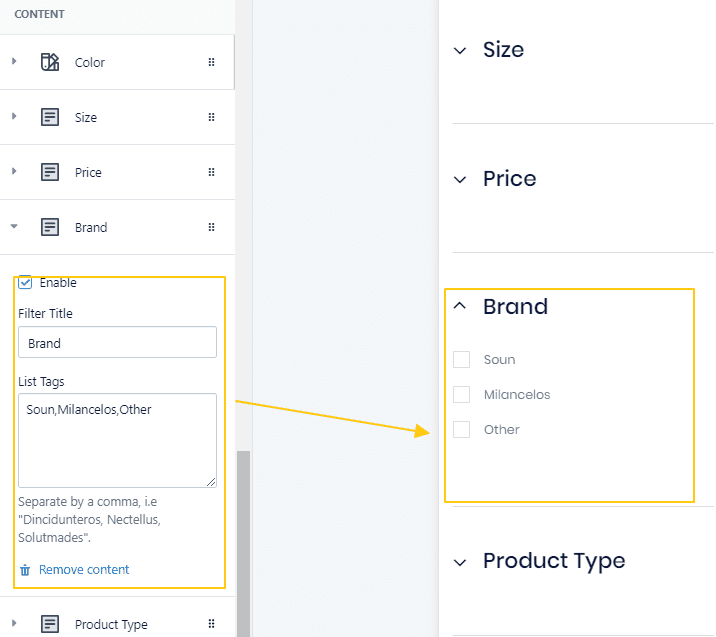 CONTENT
Color
Size
Price
Brand
Enable
Filter Title
Brand
List Tags
Soun,Milancelos,Other
Separate by a comma, i.e
"Dincidunteros, Nectellus,
Solutmades".
Remove content
Product Type
Size
Price
Brand
Soun
Milancelos
Other
Product Type